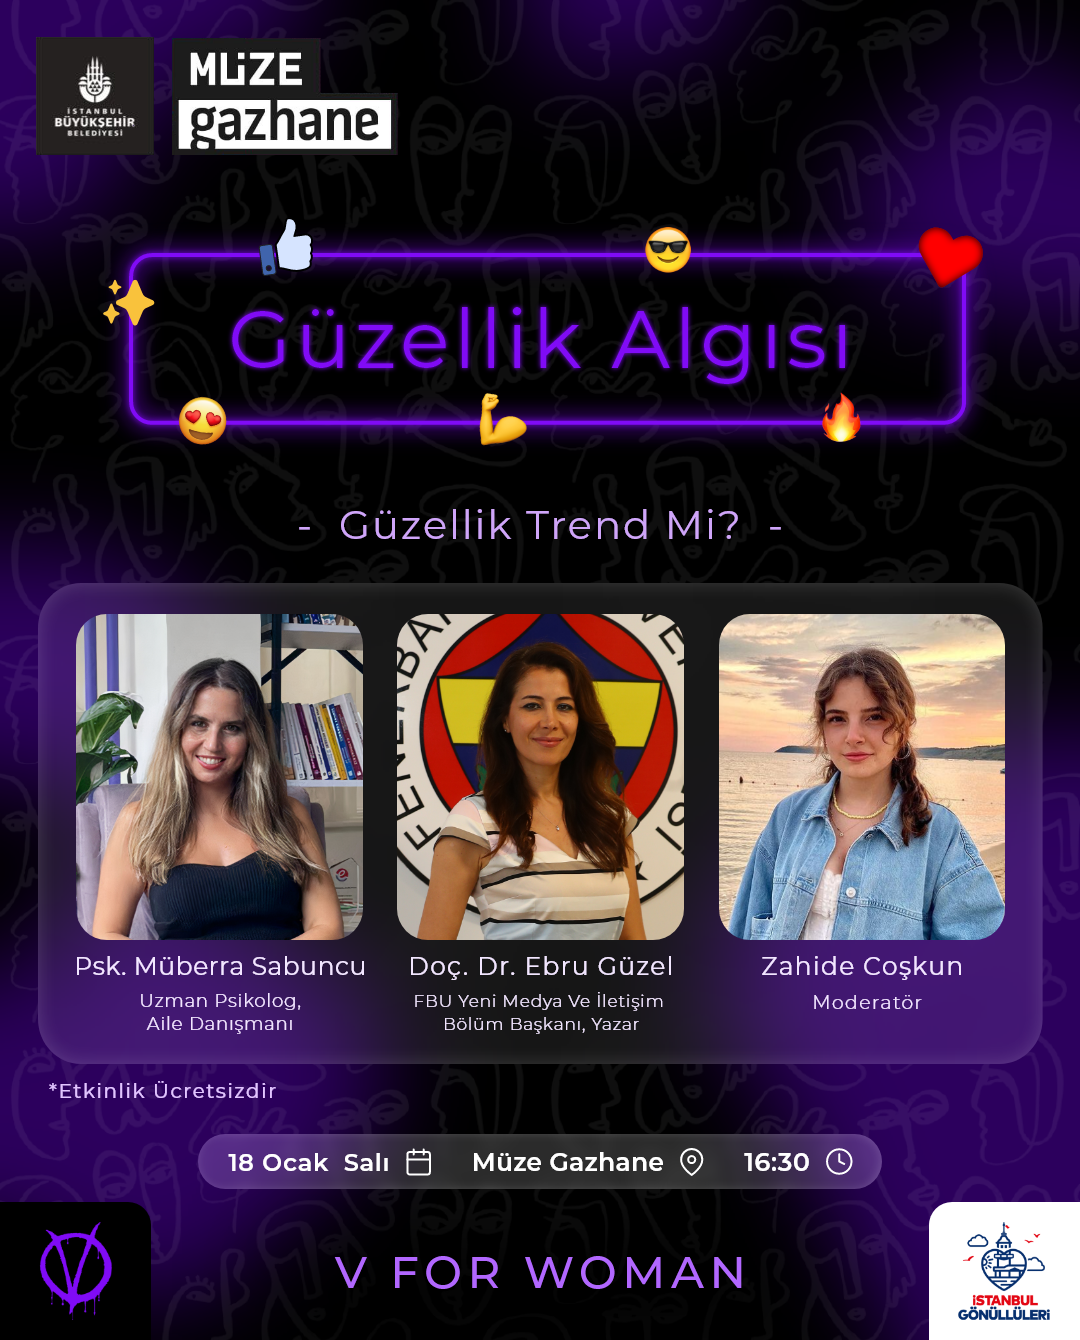 İSTANBUL
BÜYÜKŞEHİR
BELEDİYESİ
MÜZE
gazhane
Güzellik Algısı
- Güzellik Trend Mi? -
Psk. Müberra Sabuncu
Uzman Psikolog,
Aile Danışmanı
Doç. Dr. Ebru Güzel
FBU Yeni Medya Ve İletişim
Bölüm Başkanı, Yazar
Zahide Coşkun
Moderatör
*Etkinlik Ücretsizdir
18 Ocak Salı
Müze Gazhane
16:30
V FOR WOMAN
İSTANBUL
GÖNÜLLÜLERİ